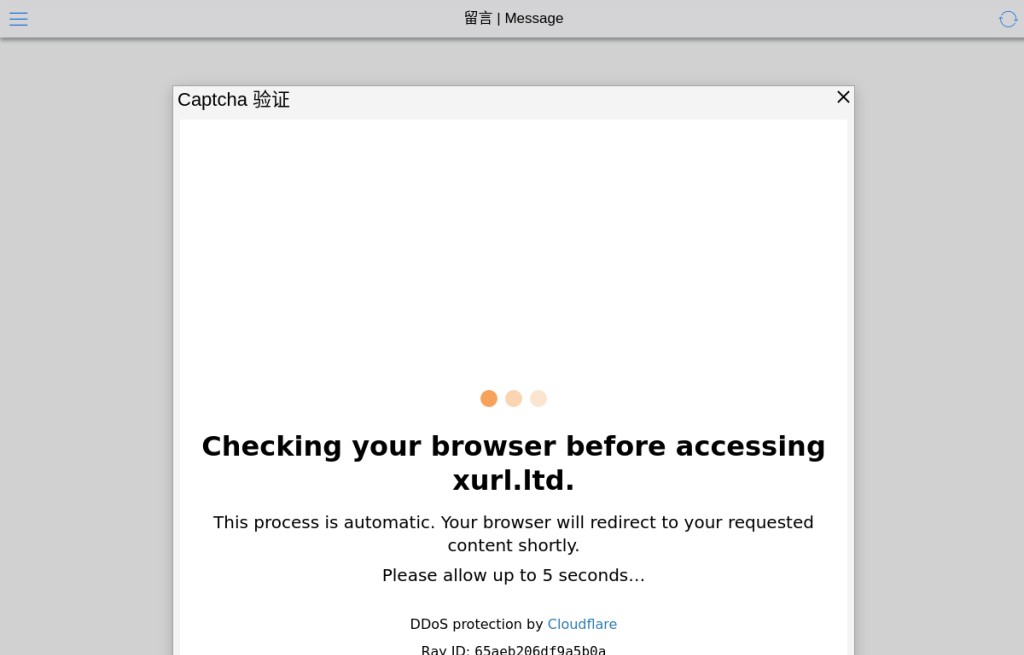 留言 | Message
Captcha 验证
Checking your browser before accessing
xurl.ltd.
This process is automatic. Your browser will redirect to your requested
content shortly.
Please allow up to 5 seconds…
DDoS protection by Cloudflare
Ray ID: 65aeb206df9a5b0a